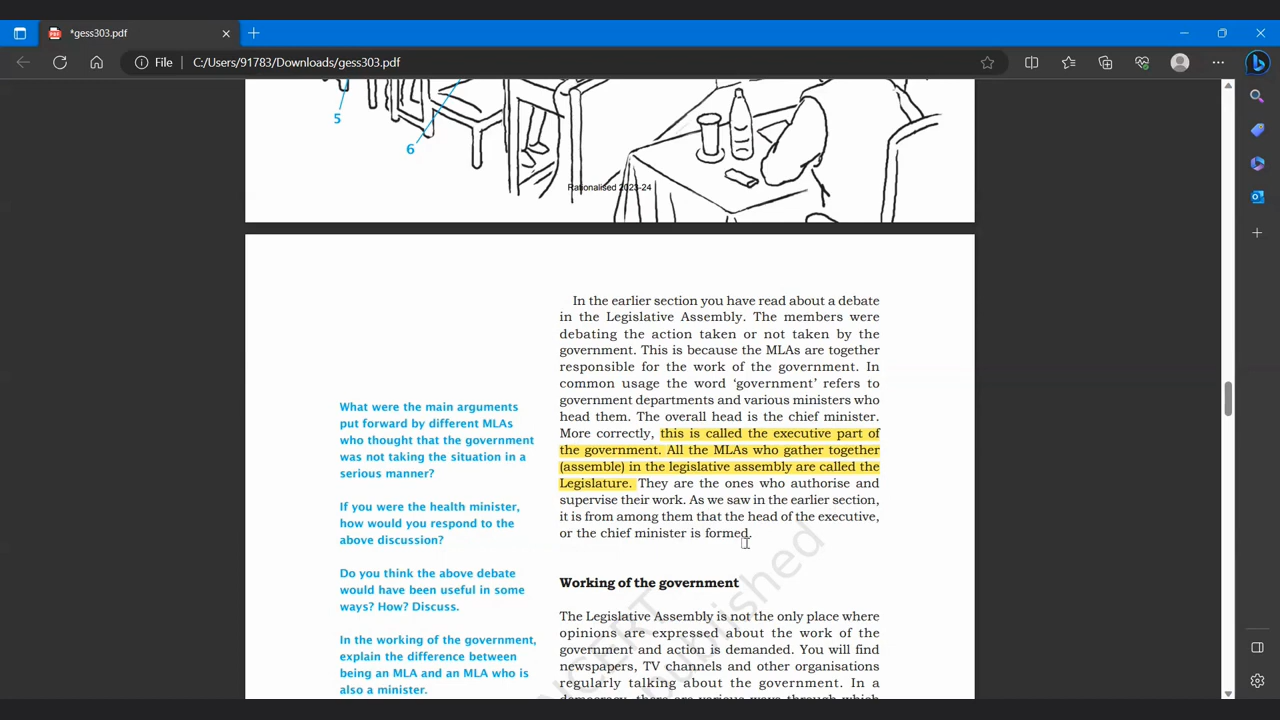 *gess303.pdf
File
C:/Users/91783/Downloads/gess303.pdf
5
6
Rationalised 2023-24
In the earlier section you have read about a debate
in the Legislative Assembly. The members were
debating the action taken or not taken by the
government. This is because the MLAs are together
responsible for the work of the government. In
common usage the word ‘government’ refers to
government departments and various ministers who
head them. The overall head is the chief minister.
More correctly, this is called the executive part of
the government. All the MLAs who gather together
(assemble) in the legislative assembly are called the
Legislature. They are the ones who authorise and
supervise their work. As we saw in the earlier section,
it is from among them that the head of the executive,
or the chief minister is formed.
What were the main arguments
put forward by different MLAs
who thought that the government
was not taking the situation in a
serious manner?
If you were the health minister,
how would you respond to the
above discussion?
Do you think the above debate
would have been useful in some
ways? How? Discuss.
In the working of the government,
explain the difference between
being an MLA and an MLA who is
also a minister.
Working of the government
The Legislative Assembly is not the only place where
opinions are expressed about the work of the
government and action is demanded. You will find
newspapers, TV channels and other organisations
regularly talking about the government. In a
democracy, there are various ways through which
NCERT
published